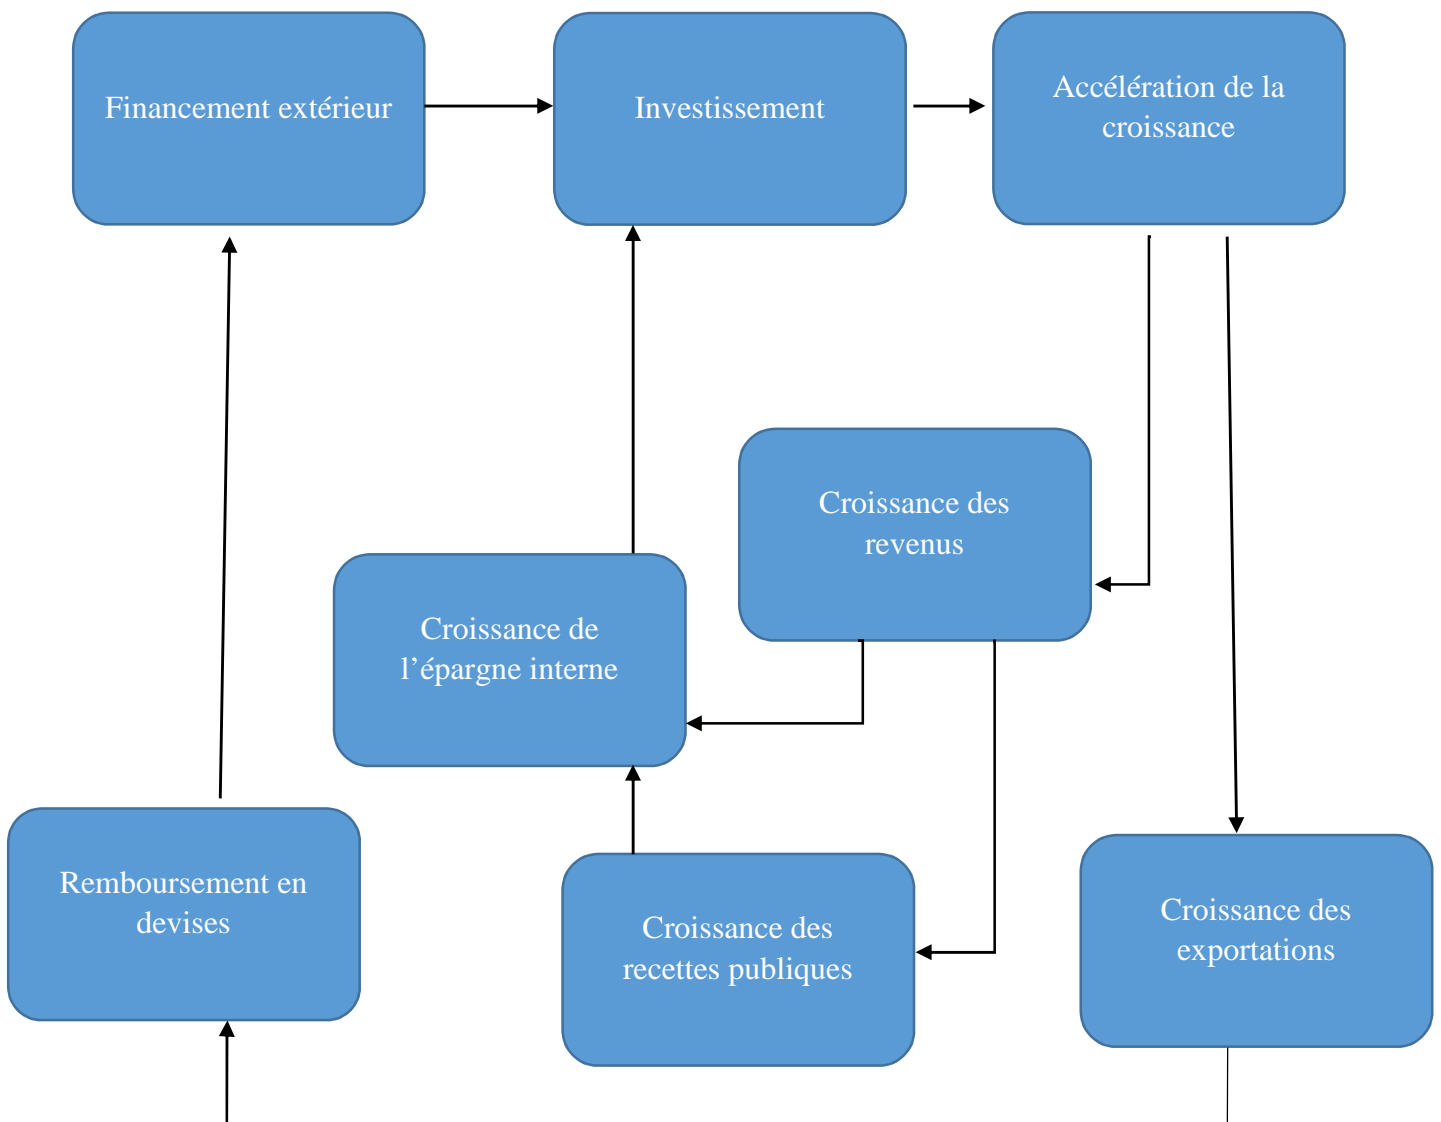 Financement extérieur
Investissement
Accélération de la
croissance
Croissance des
revenus
Croissance de
l’épargne interne
Remboursement en
devises
Croissance des
recettes publiques
Croissance des
exportations